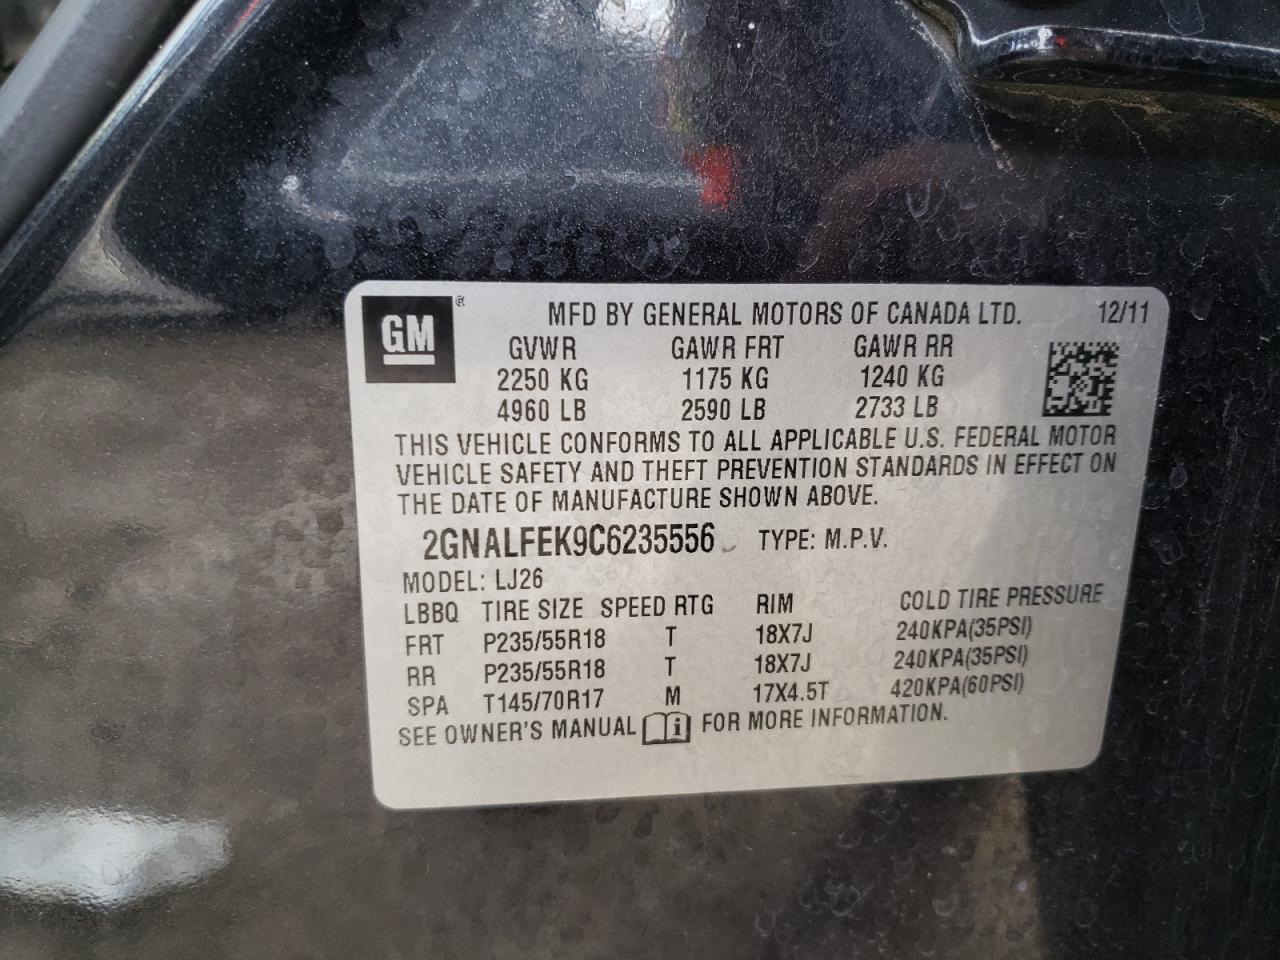 GM ®
MFD BY GENERAL MOTORS OF CANADA LTD. 12/11
GVWR GAWR FRT GAWR RR
2250 KG 1175 KG 1240 KG
4960 LB 2590 LB 2733 LB
THIS VEHICLE CONFORMS TO ALL APPLICABLE U.S. FEDERAL MOTOR
VEHICLE SAFETY AND THEFT PREVENTION STANDARDS IN EFFECT ON
THE DATE OF MANUFACTURE SHOWN ABOVE.
2GNALFEK9C6235556 TYPE: M.P.V.
MODEL: LJ26
LBBQ TIRE SIZE SPEED RTG RIM COLD TIRE PRESSURE
FRT P235/55R18 T 18X7J 240KPA(35PSI)
RR P235/55R18 T 18X7J 240KPA(35PSI)
SPA T145/70R17 M 17X4.5T 420KPA(60PSI)
SEE OWNER'S MANUAL i FOR MORE INFORMATION.